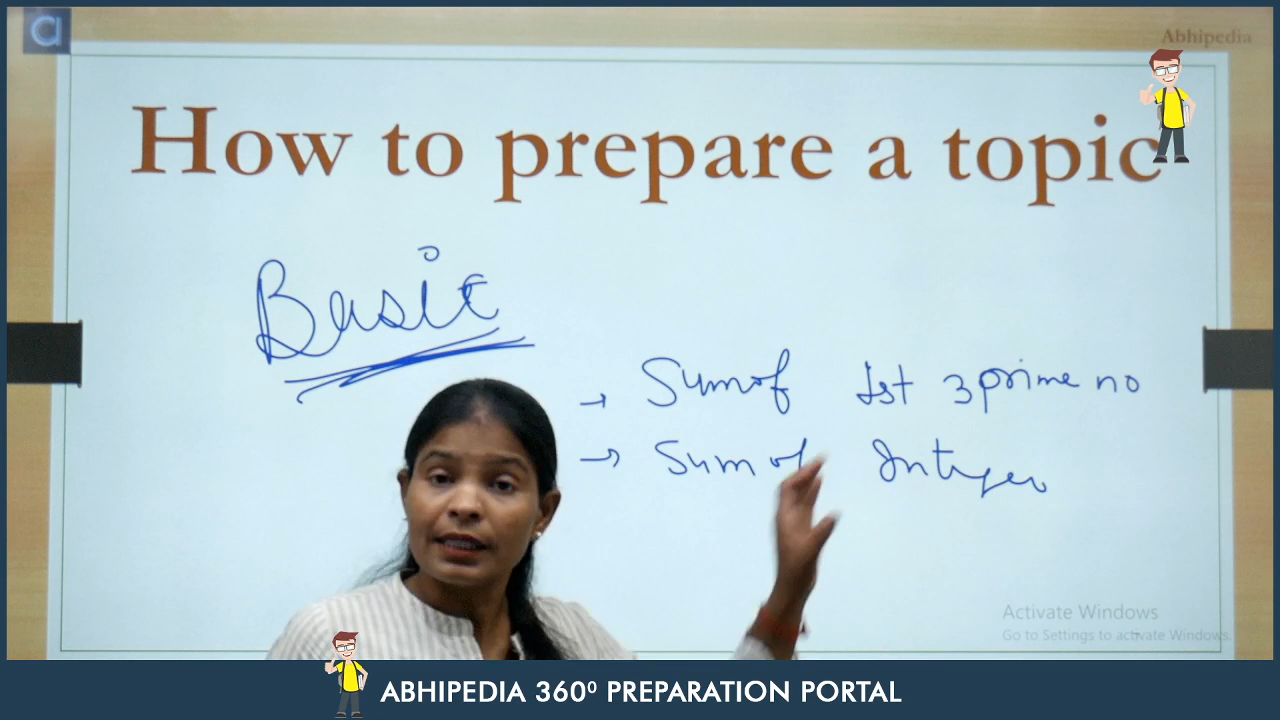 a
Abhipedia
How to prepare a topic
Basic
→ Sum of 1st 3 prime no
→ Sum of Integer
Activate Windows
Go to Settings to activate Windows.
ABHIPEDIA 360⁰ PREPARATION PORTAL